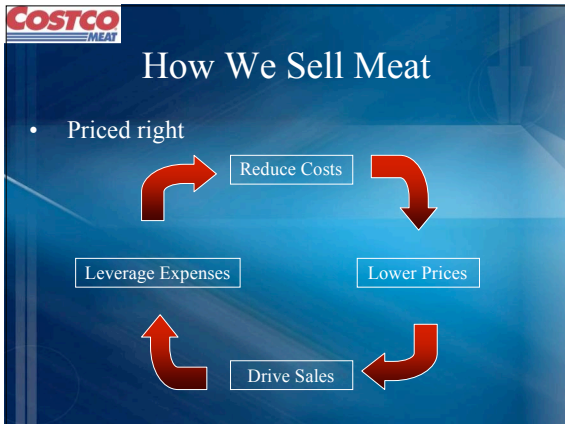 COSTCO
MEAT
How We Sell Meat
• Priced right
Reduce Costs
Leverage Expenses
Lower Prices
Drive Sales